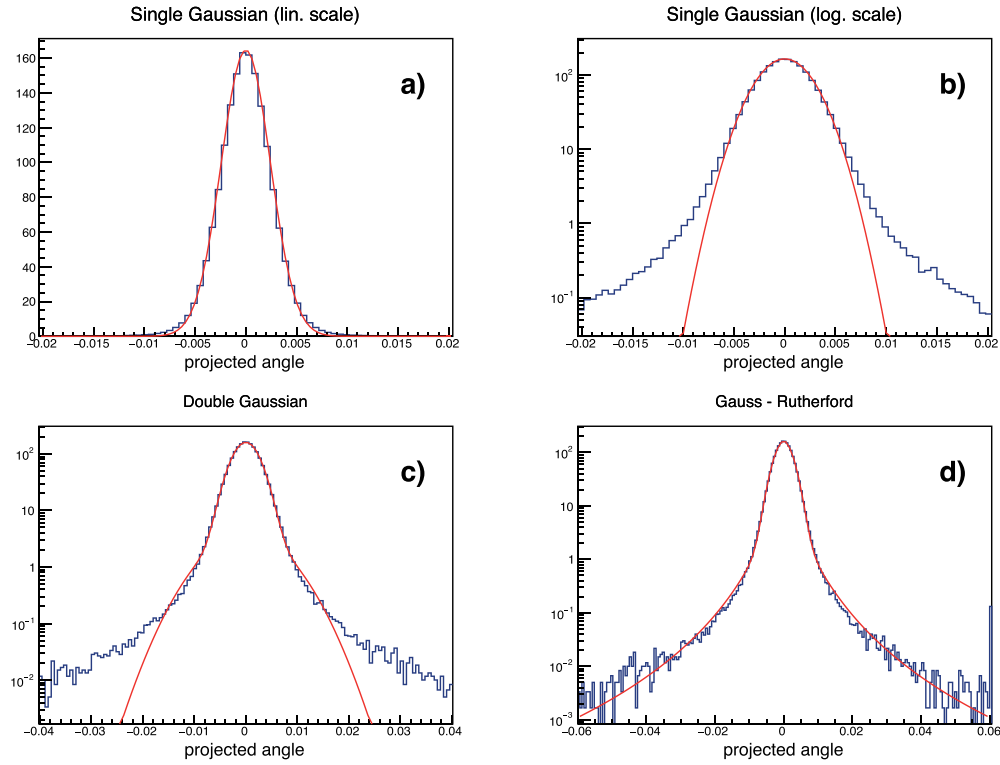 Single Gaussian (lin. scale)
a)
160
140
120
100
80
60
40
20
0
−0.02 −0.015 −0.01 −0.005 0 0.005 0.01 0.015 0.02
projected angle
Single Gaussian (log. scale)
b)
10²
10
1
10⁻¹
−0.02 −0.015 −0.01 −0.005 0 0.005 0.01 0.015 0.02
projected angle
Double Gaussian
c)
10²
10
1
10⁻¹
10⁻²
−0.04 −0.03 −0.02 −0.01 0 0.01 0.02 0.03 0.04
projected angle
Gauss - Rutherford
d)
10²
10
1
10⁻¹
10⁻²
10⁻³
−0.06 −0.04 −0.02 0 0.02 0.04 0.06
projected angle